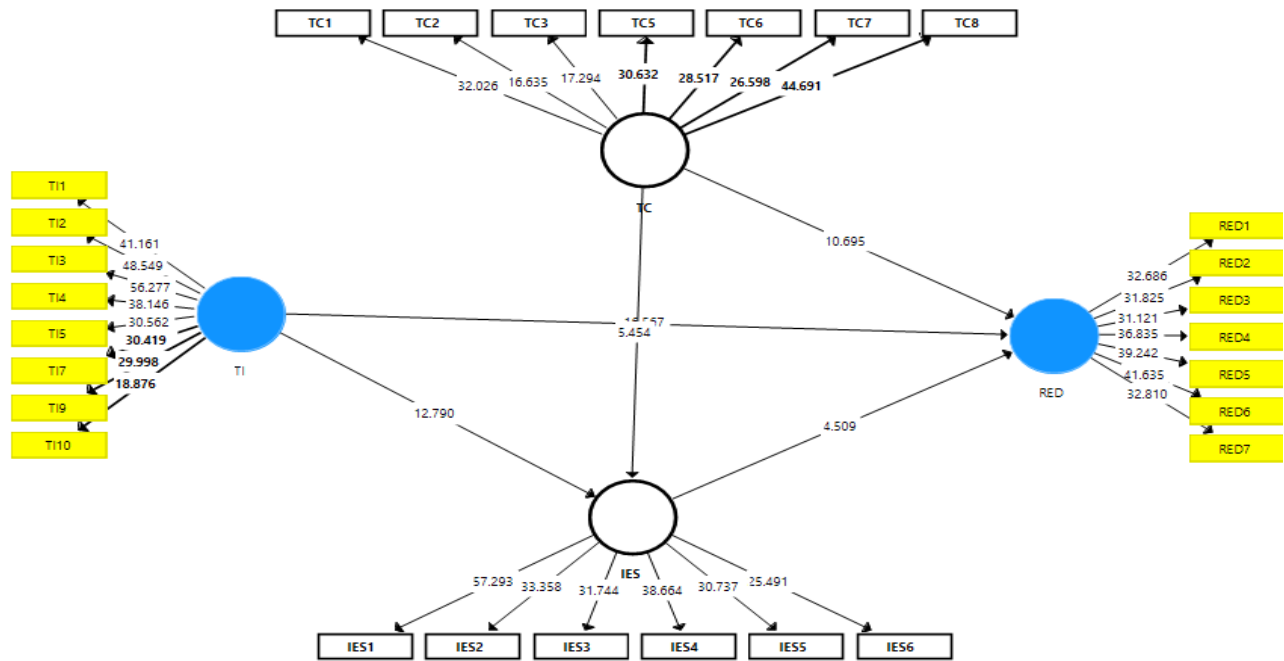 TC1 TC2 TC3 TC5 TC6 TC7 TC8
32.026 16.635 17.294 30.632 28.517 26.598 44.691
TC
TI1
TI2
TI3
TI4
TI5
TI7
TI9
TI10
41.161
48.549
56.277
38.146
30.562
30.419
29.998
18.876
TI
10.695
5.454
12.790
4.509
RED1
RED2
RED3
RED4
RED5
RED6
RED7
32.686
31.825
31.121
36.835
39.242
41.635
32.810
RED
IES
57.293 33.358 31.744 38.664 30.737 25.491
IES1 IES2 IES3 IES4 IES5 IES6